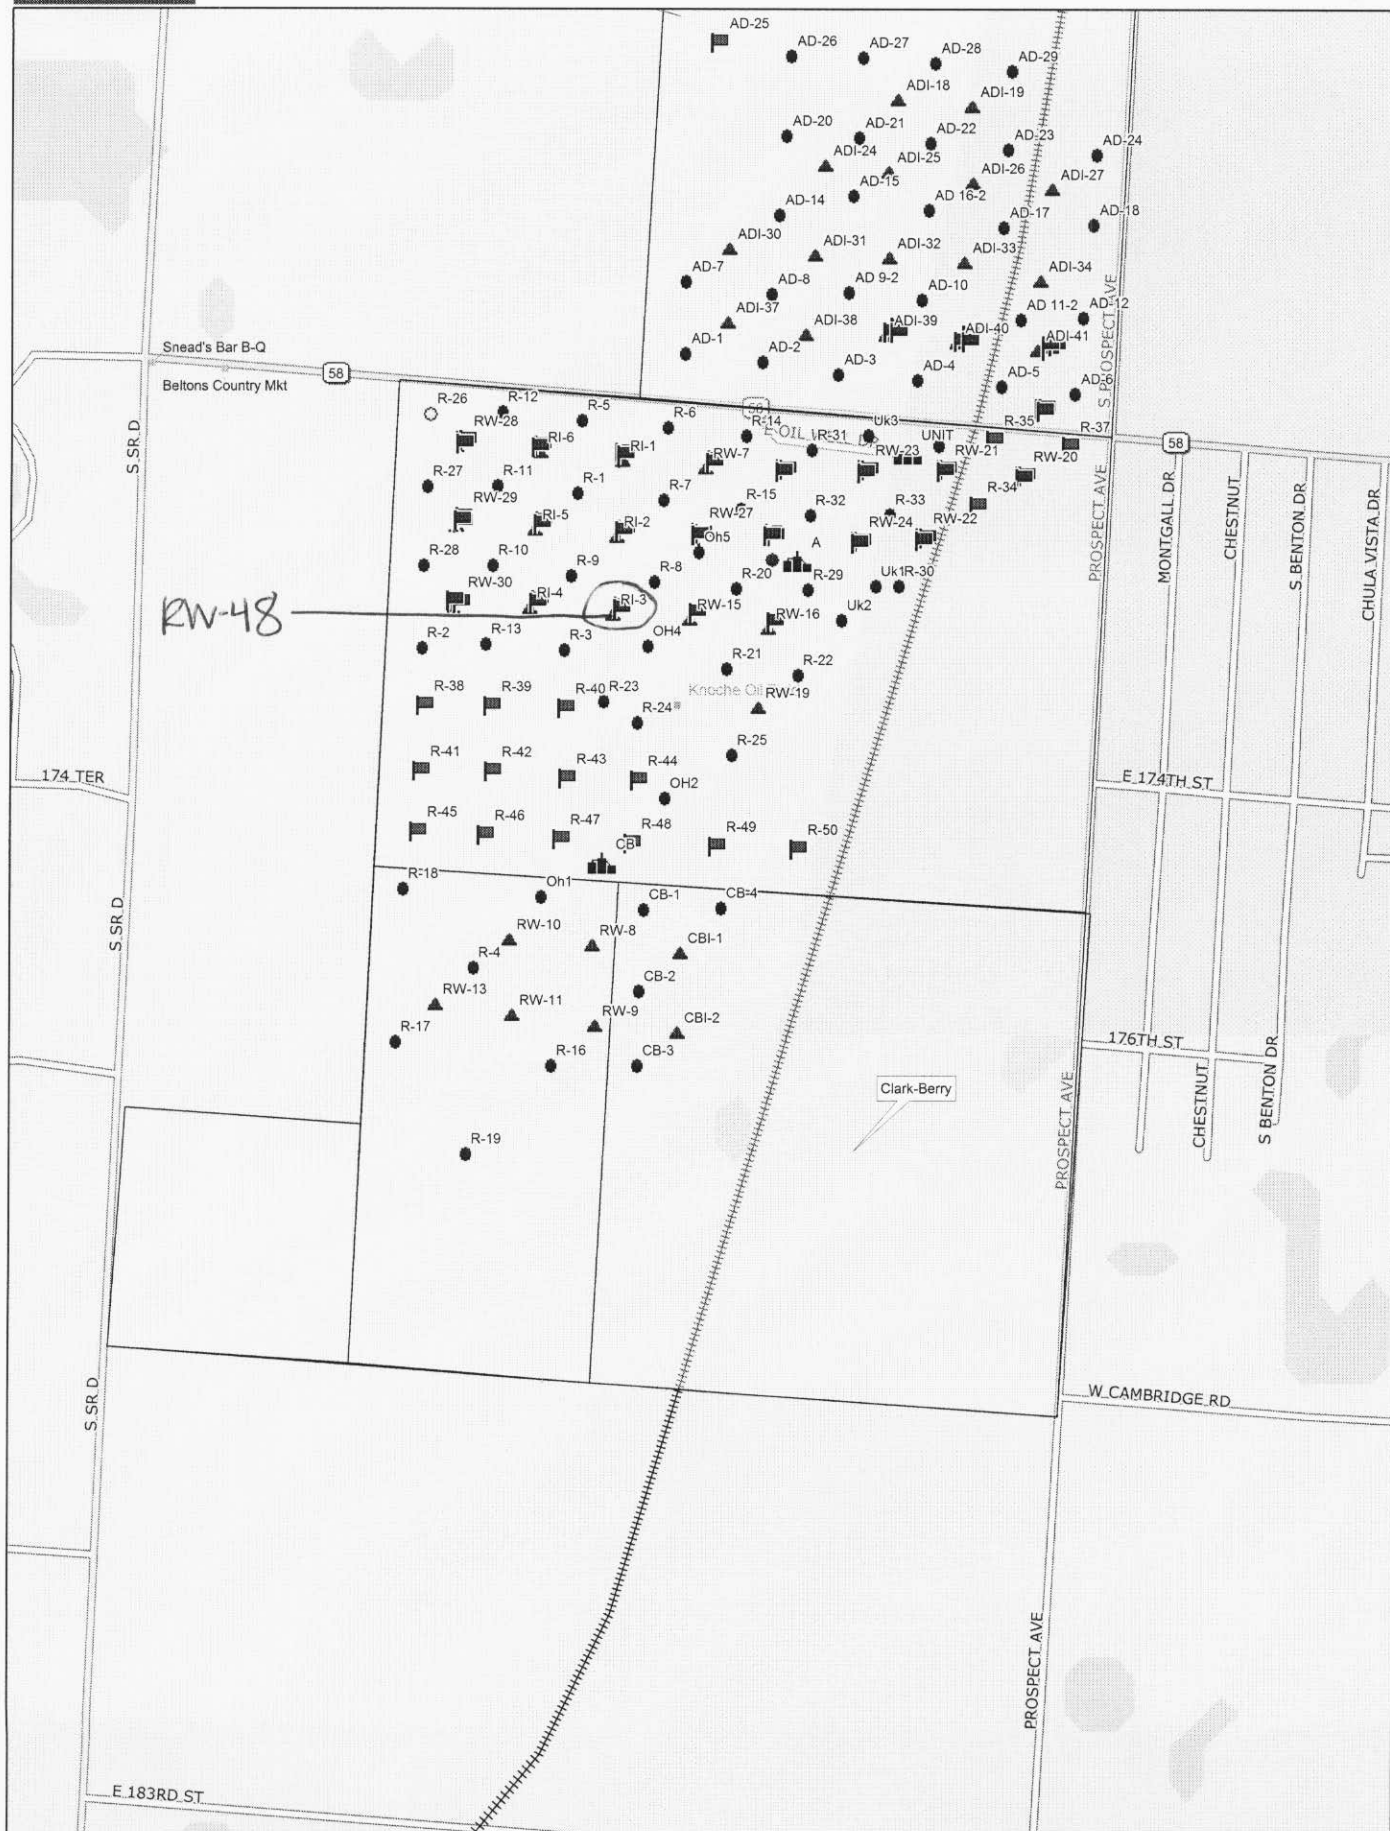 AD-25
AD-26
AD-27
AD-28
AD-29
ADI-18
ADI-19
AD-20
AD-21
AD-22
AD-23
AD-24
ADI-24
ADI-25
ADI-26
ADI-27
AD-15
AD 16-2
AD-14
AD-17
AD-18
ADI-30
ADI-31
ADI-32
ADI-33
ADI-34
AD-7
AD-8
AD 9-2
AD-10
AD 11-2
AD-12
ADI-37
ADI-38
ADI-39
ADI-40
ADI-41
AD-1
AD-2
AD-3
AD-4
AD-5
AD-6
S PROSPECT AVE
Snead's Bar B-Q
58
Beltons Country Mkt
S SR D
R-26
R-12
R-5
R-6
58
R-14
Uk3
R-35
R-37
58
RW-28
RI-6
RI-1
RW-7
R-31
E OIL WELL DR
RW-23
UNIT
RW-21
RW-20
R-27
R-11
R-1
R-7
R-15
R-32
R-33
R-34
RW-29
RI-5
RI-2
RW-27
RW-24
RW-22
Oh5
A
R-28
R-10
R-9
R-8
R-20
R-29
Uk1
R-30
RW-30
RI-4
RI-3
RW-15
RW-16
Uk2
RW-48
R-2
R-13
R-3
OH4
R-21
R-22
PROSPECT AVE
MONTGALL DR
CHESTNUT
S BENTON DR
CHULA VISTA DR
R-38
R-39
R-40
R-23
Knoche Oil
RW-19
R-24
R-25
R-41
R-42
R-43
R-44
174 TER
E 174TH ST
OH2
R-45
R-46
R-47
R-48
R-49
R-50
CB
R-18
Oh1
CB-1
CB-4
S SR D
RW-10
RW-8
CBI-1
R-4
CB-2
RW-13
RW-11
RW-9
CBI-2
R-17
R-16
CB-3
176TH ST
CHESTNUT
S BENTON DR
Clark-Berry
PROSPECT AVE
R-19
S SR D
W CAMBRIDGE RD
PROSPECT AVE
E 183RD ST